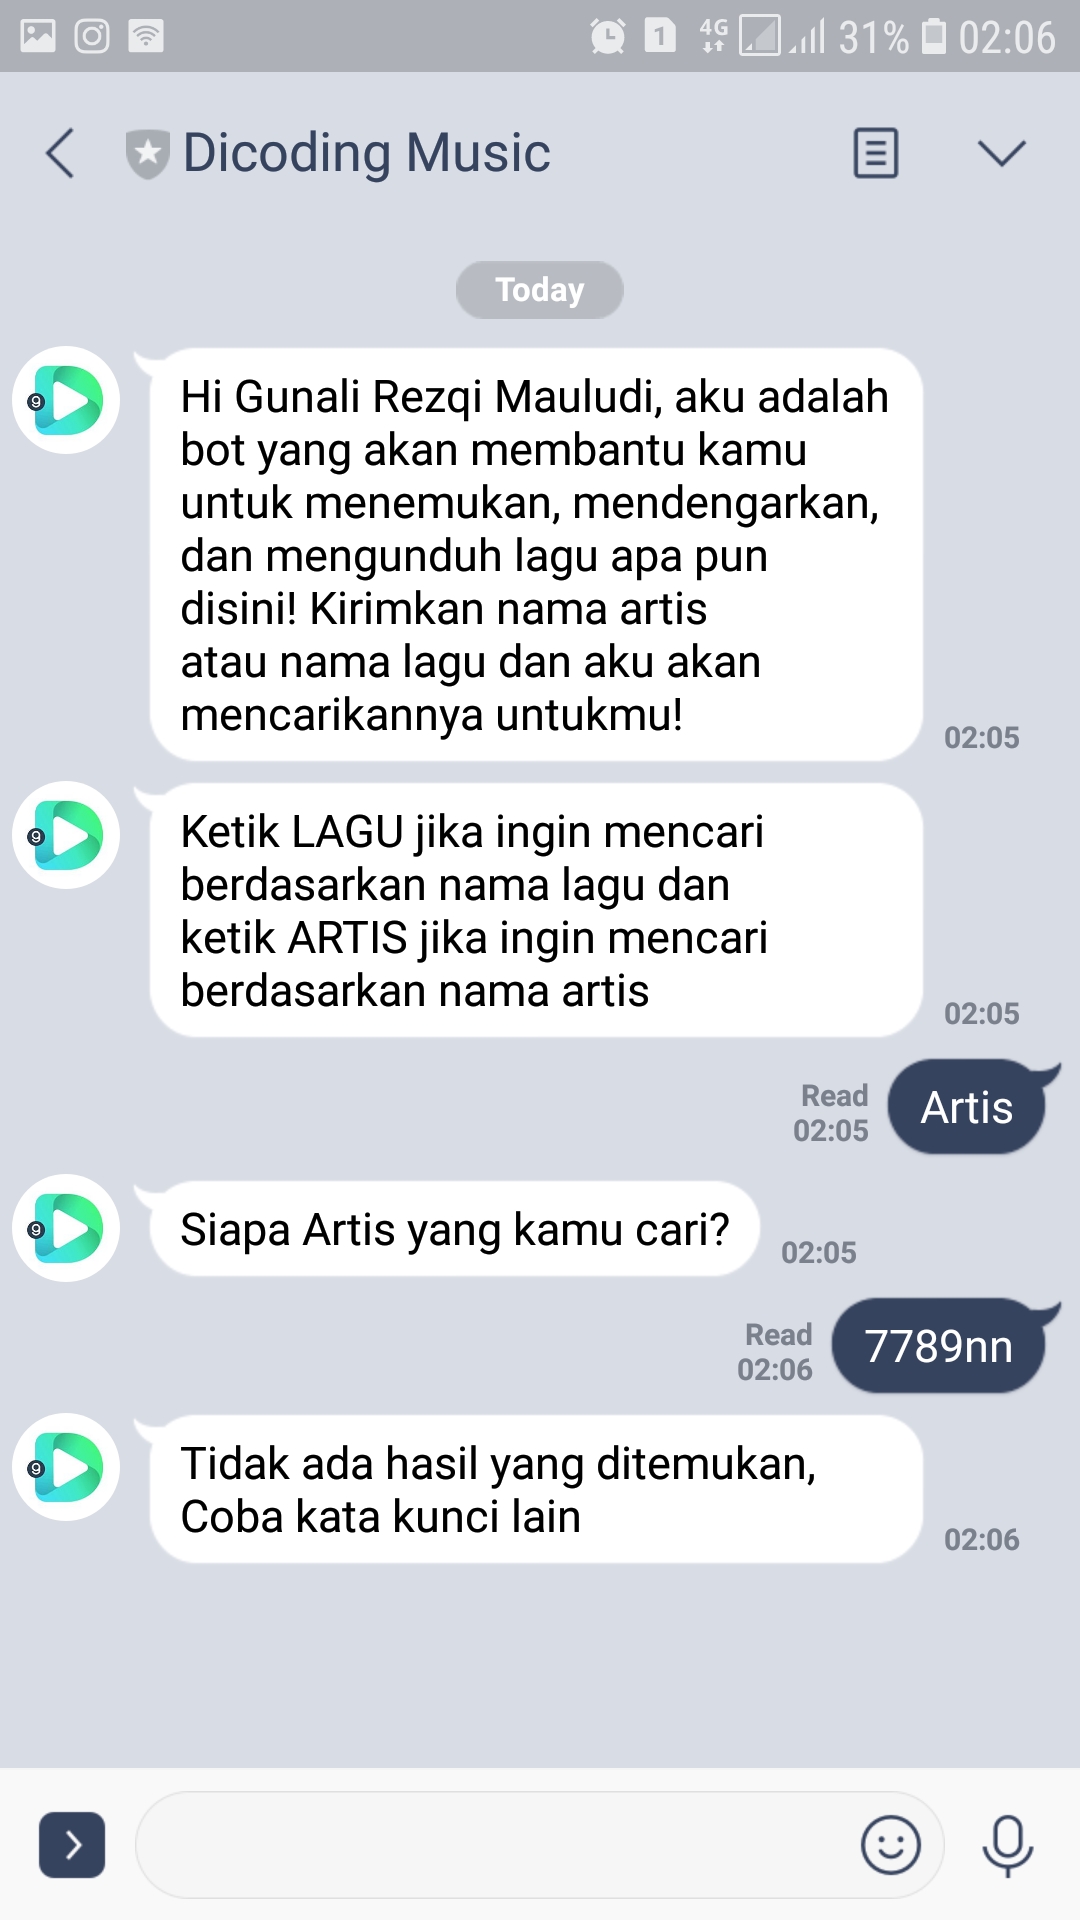 1 4G 31% 02:06
Dicoding Music
Today
Hi Gunali Rezqi Mauludi, aku adalah
bot yang akan membantu kamu
untuk menemukan, mendengarkan,
dan mengunduh lagu apa pun
disini! Kirimkan nama artis
atau nama lagu dan aku akan
mencarikannya untukmu!
02:05
Ketik LAGU jika ingin mencari
berdasarkan nama lagu dan
ketik ARTIS jika ingin mencari
berdasarkan nama artis
02:05
Artis
Read
02:05
Siapa Artis yang kamu cari?
02:05
7789nn
Read
02:06
Tidak ada hasil yang ditemukan,
Coba kata kunci lain
02:06